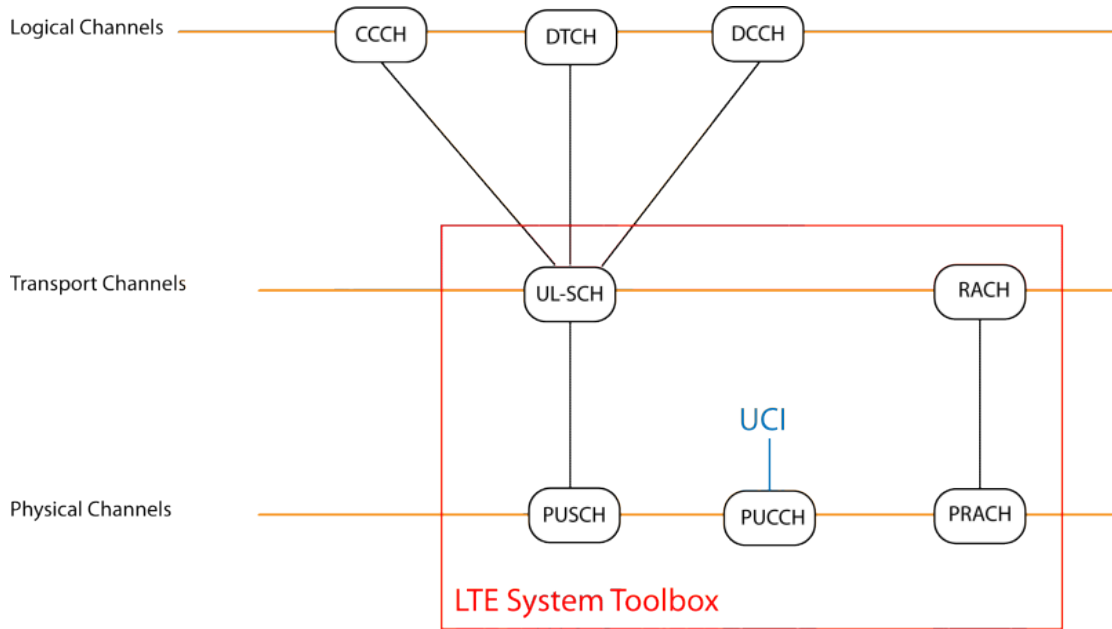 Logical Channels
CCCH
DTCH
DCCH
Transport Channels
UL-SCH
RACH
UCI
Physical Channels
PUSCH
PUCCH
PRACH
LTE System Toolbox